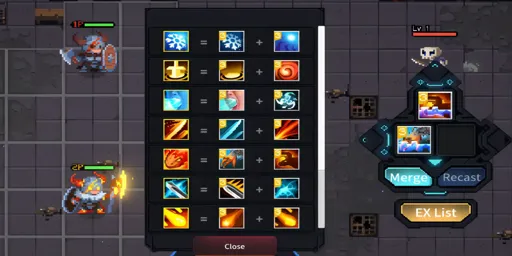 1P
Lv 1
= +
= +
= +
= +
= +
= +
= +
2P
Merge Recast
EX List
Close